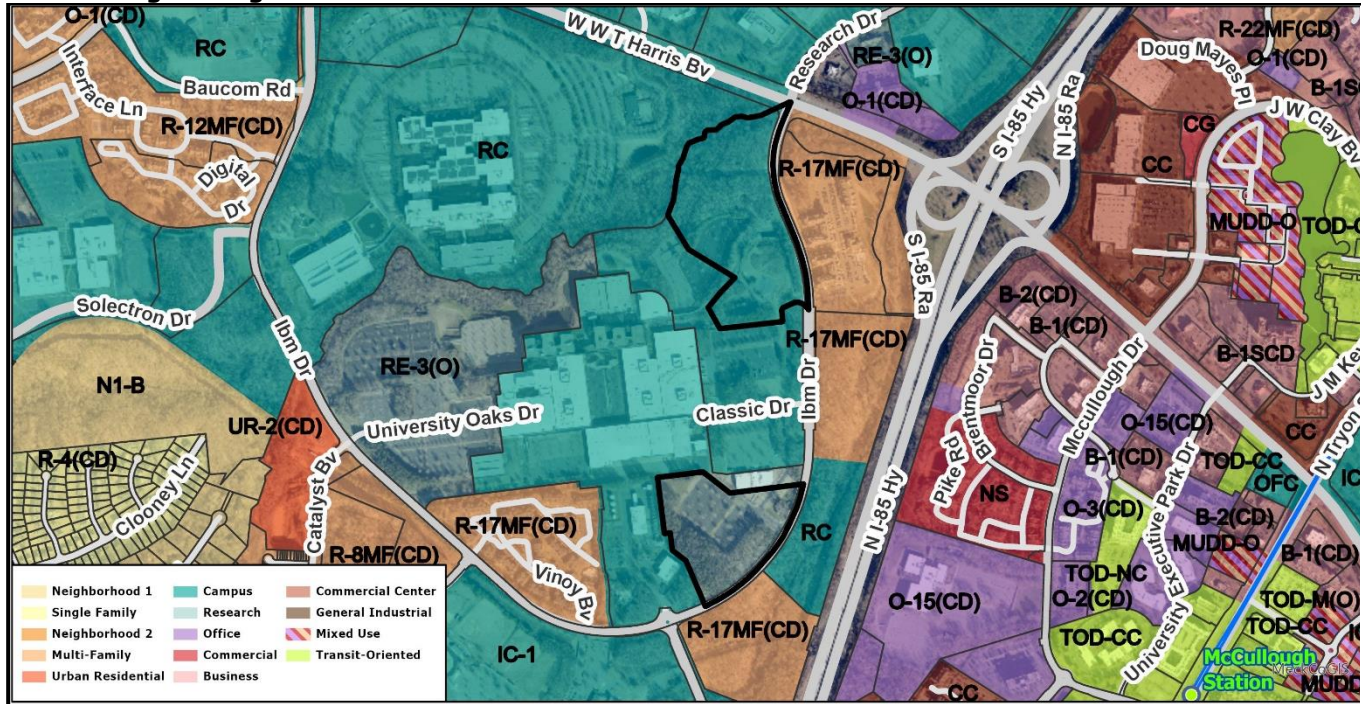 O-1(CD)
RC
W W T Harris Bv
Research Dr
RE-3(O)
O-1(CD)
R-22MF(CD)
Doug Mayes Pl
O-1(CD)
Interface Ln
Baucom Rd
R-12MF(CD)
Digital Dr
RC
R-17MF(CD)
S I-85 Hy
N I-85 Ra
CG
CC
J W Clay Bv
MUDD-O
S I-85 Ra
Solectron Dr
Ibm Dr
R-17MF(CD)
B-2(CD)
B-1(CD)
B-1SCD
N1-B
RE-3(O)
University Oaks Dr
Classic Dr
Ibm Dr
Brentmoor Dr
Mccullough Dr
UR-2(CD)
O-15(CD)
CC
R-4(CD)
Clooney Ln
Catalyst Bv
Pike Rd
B-1(CD)
TOD-CC
OFC
N Tryon
N I-85 Hy
NS
O-3(CD)
University Executive Park Dr
B-2(CD)
MUDD-O
B-1(CD)
R-17MF(CD)
R-8MF(CD)
Vinoy Bv
RC
TOD-NC
O-2(CD)
TOD-M(O)
TOD-CC
O-15(CD)
TOD-CC
R-17MF(CD)
IC-1
CC
McCullough
Station
Neighborhood 1
Single Family
Neighborhood 2
Multi-Family
Urban Residential
Campus
Research
Office
Commercial
Business
Commercial Center
General Industrial
Mixed Use
Transit-Oriented